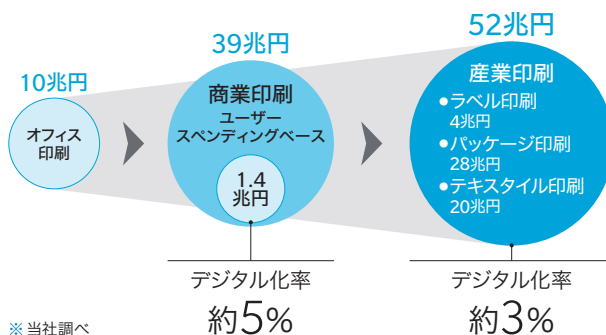 10兆円
オフィス
印刷
39兆円
商業印刷
ユーザー
スペンディングベース
1.4
兆円
デジタル化率
約5%
52兆円
産業印刷
●ラベル印刷
4兆円
●パッケージ印刷
28兆円
●テキスタイル印刷
20兆円
デジタル化率
約3%
※ 当社調べ